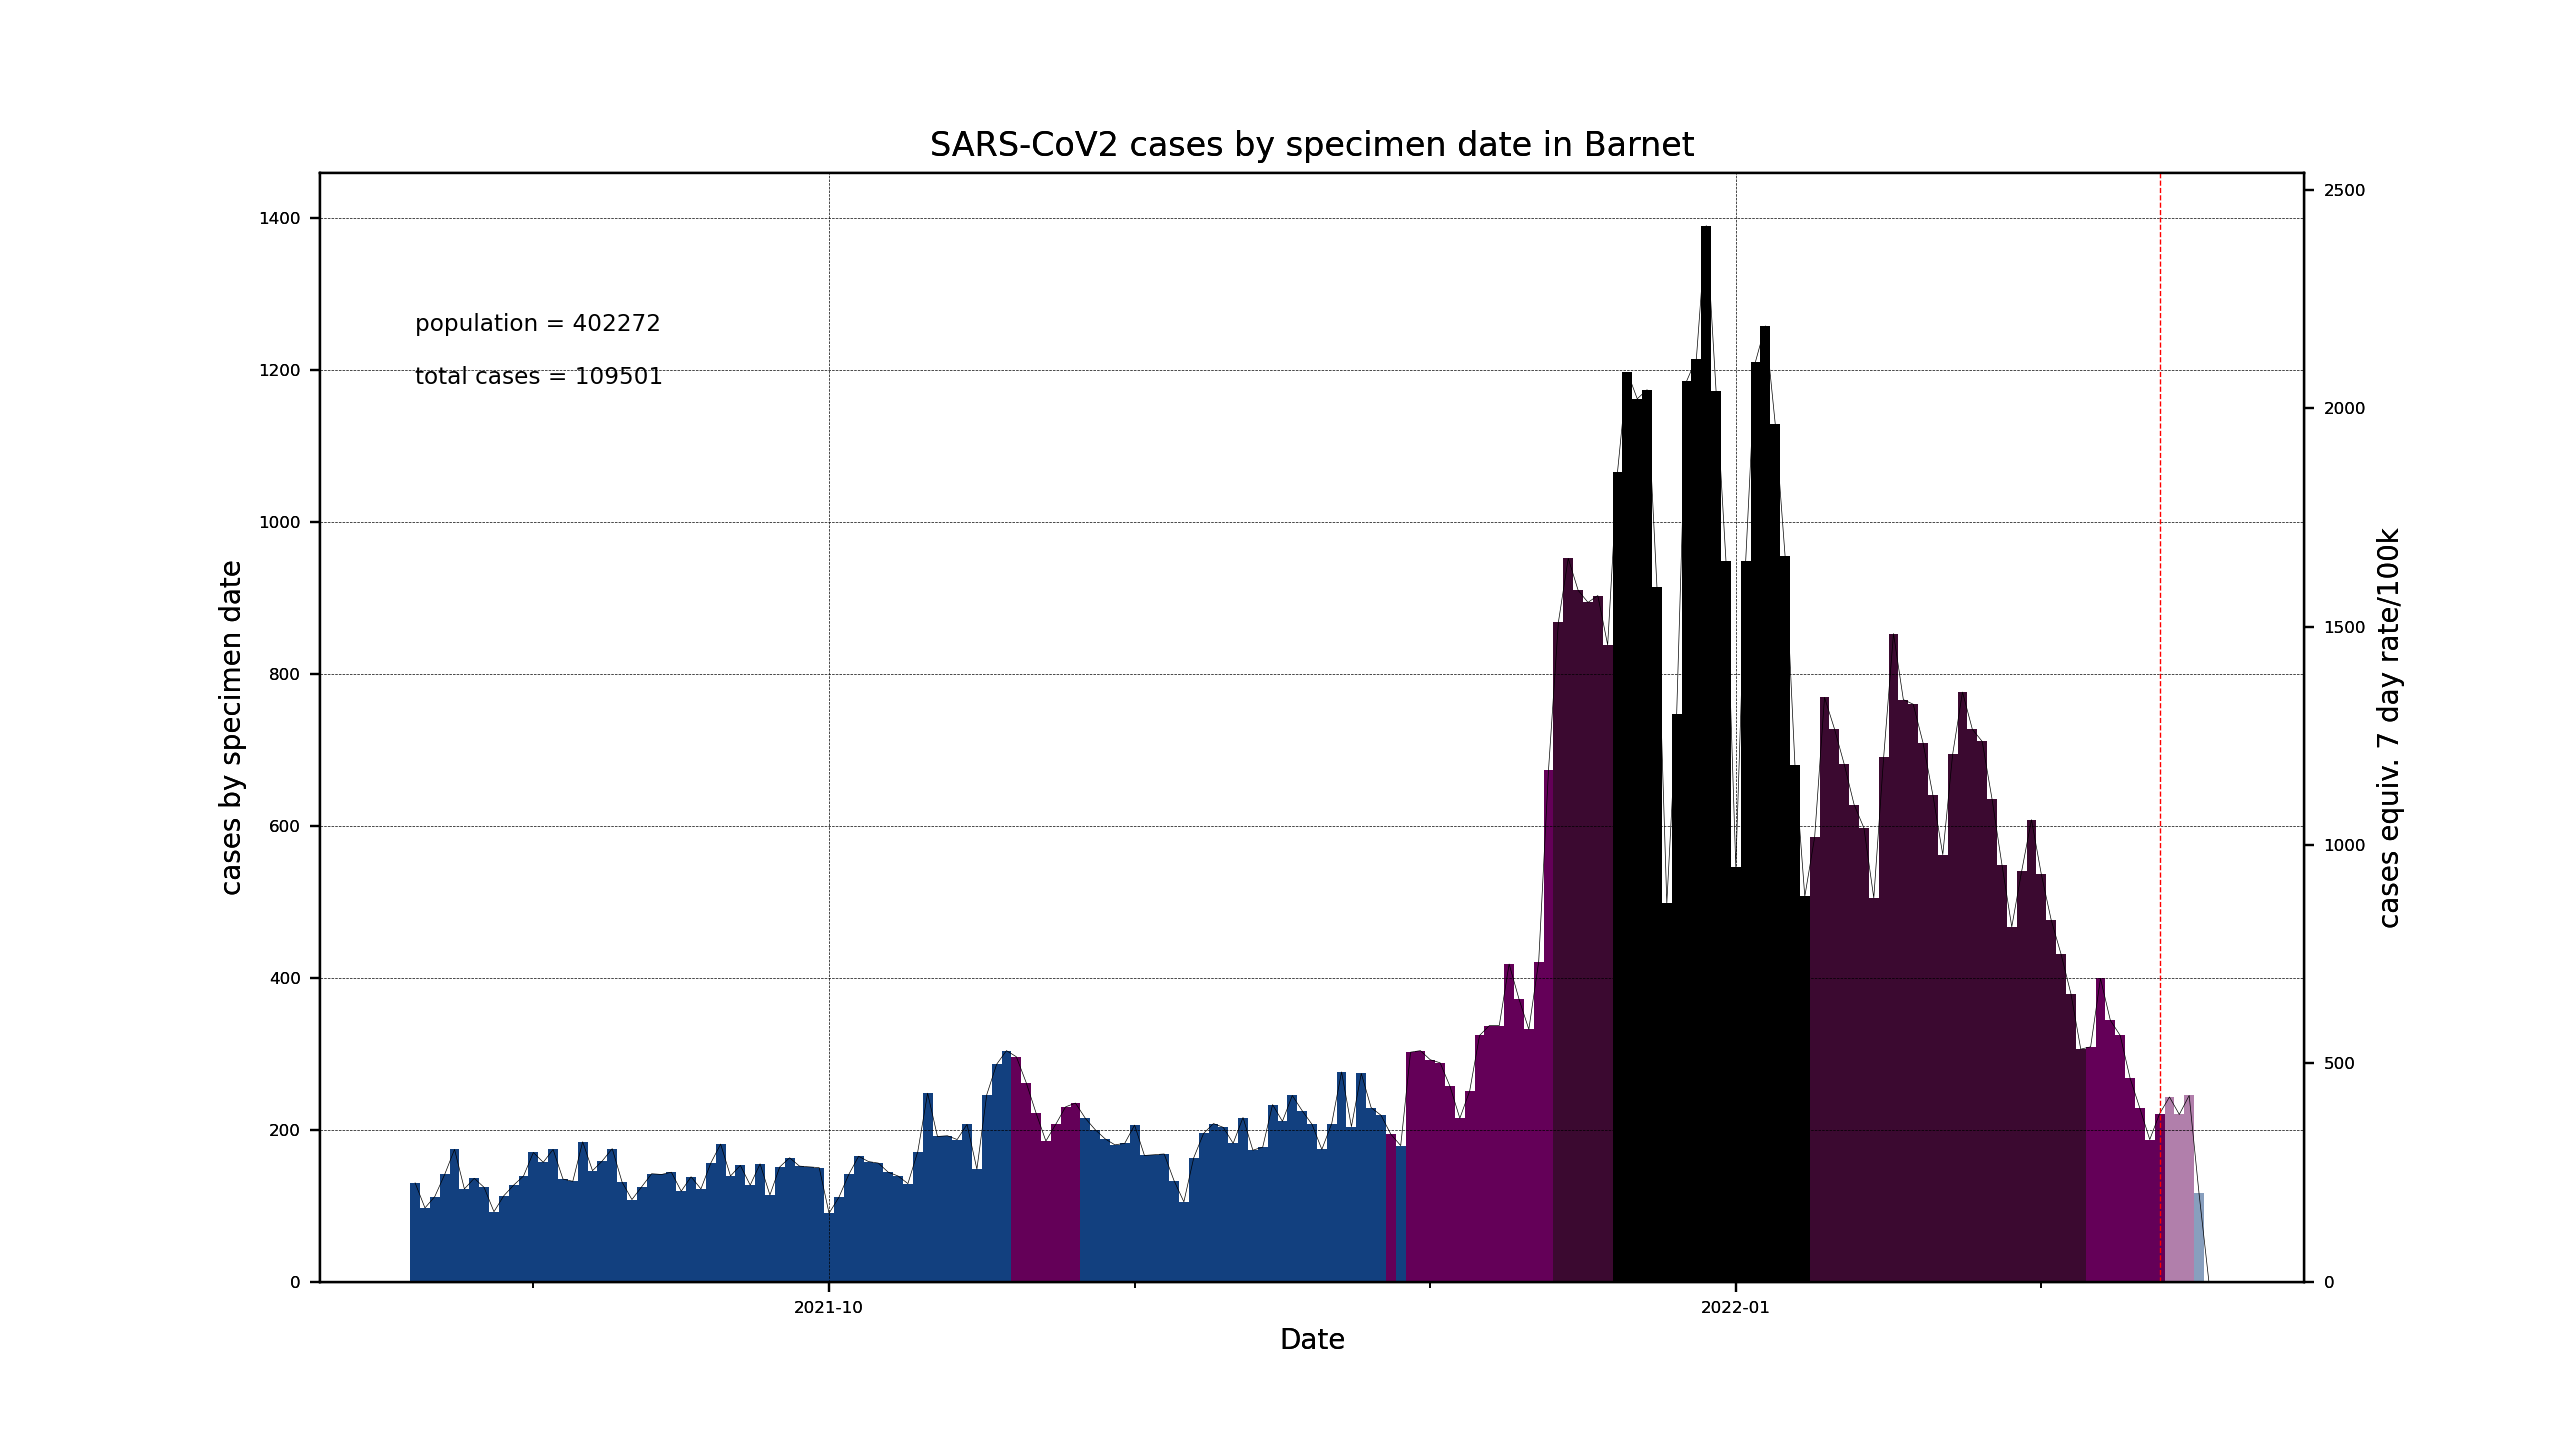 SARS-CoV2 cases by specimen date in Barnet
population = 402272
total cases = 109501
cases by specimen date
1400
1200
1000
800
600
400
200
0
2500
2000
1500
1000
500
0
cases equiv. 7 day rate/100k
2021-10
2022-01
Date